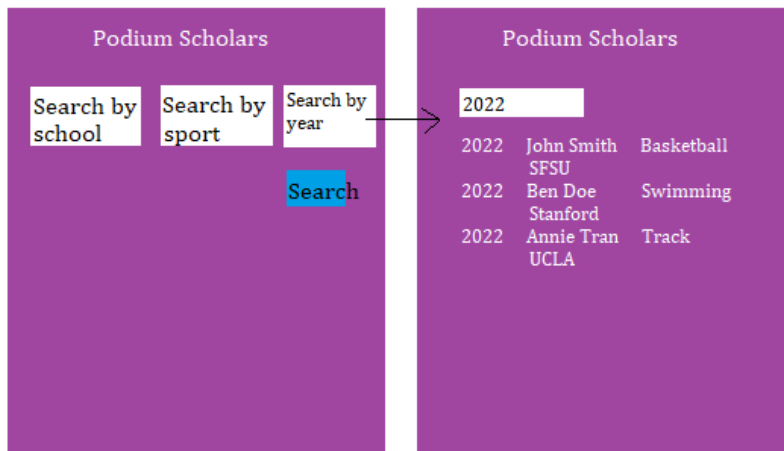 Podium Scholars
Search by school
Search by sport
Search by year
Search
Podium Scholars
2022
2022 John Smith Basketball
SFSU
2022 Ben Doe Swimming
Stanford
2022 Annie Tran Track
UCLA